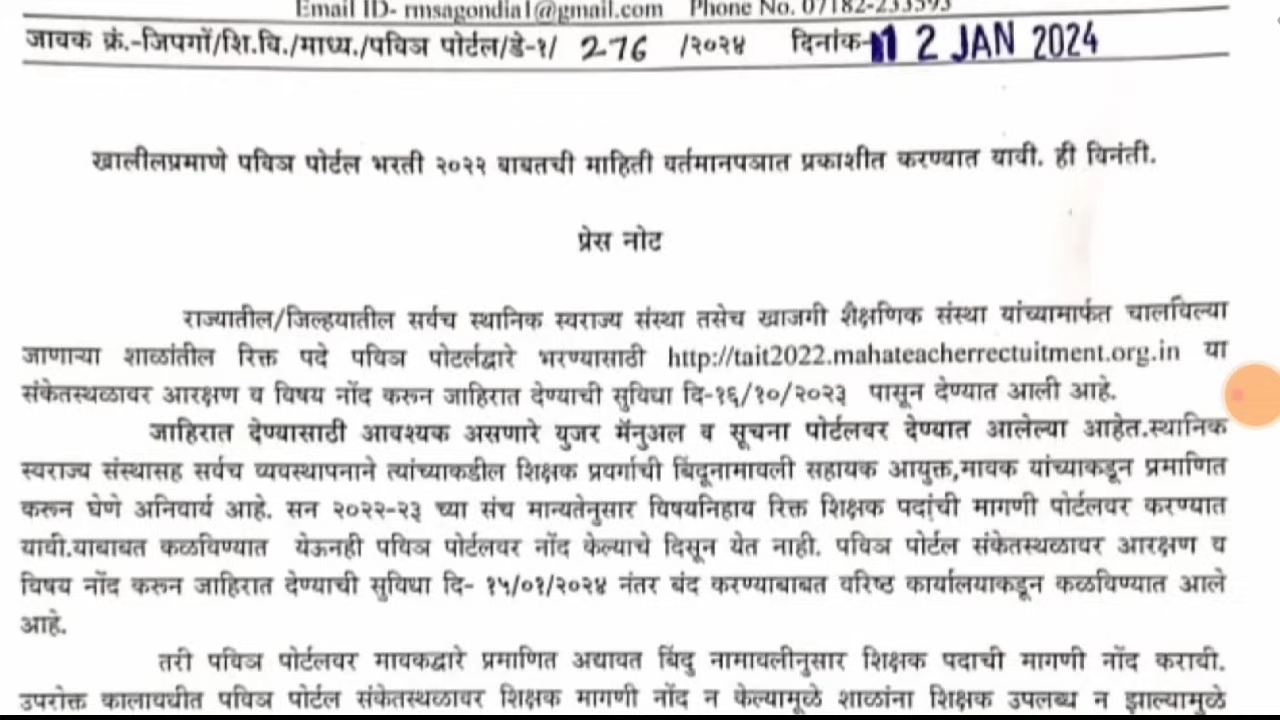 Email ID- rmsagondia1@gmail.com Phone No. 07182-233593
जावक क्रं.-जिपगों/शि.वि./माध्य./पवित्र पोर्टल/डे-१/ 276 /२०२४ दिनांक- 12 JAN 2024
खालीलप्रमाणे पवित्र पोर्टल भरती २०२२ बाबतची माहिती वर्तमानपत्रात प्रकाशीत करण्यात यावी. ही विनंती.
प्रेस नोट
राज्यातील/जिल्हयातील सर्वच स्थानिक स्वराज्य संस्था तसेच खाजगी शैक्षणिक संस्था यांच्यामार्फत चालविल्या
जाणाऱ्या शाळांतील रिक्त पदे पवित्र पोटर्लद्वारे भरण्यासाठी http://tait2022.mahateacherrectuitment.org.in या
संकेतस्थळावर आरक्षण व विषय नोंद करून जाहिरात देण्याची सुविधा दि-१६/१०/२०२३ पासून देण्यात आली आहे.
जाहिरात देण्यासाठी आवश्यक असणारे युजर मॅनुअल व सूचना पोर्टलवर देण्यात आलेल्या आहेत.स्थानिक
स्वराज्य संस्थासह सर्वच व्यवस्थापनाने त्यांच्याकडील शिक्षक प्रवर्गाची बिंदूनामावली सहायक आयुक्त,मावक यांच्याकडून प्रमाणित
करून घेणे अनिवार्य आहे. सन २०२२-२३ च्या संच मान्यतेनुसार विषयनिहाय रिक्त शिक्षक पदांची मागणी पोर्टलवर करण्यात
यावी.याबाबत कळविण्यात येऊनही पवित्र पोर्टलवर नोंद केल्याचे दिसून येत नाही. पवित्र पोर्टल संकेतस्थळावर आरक्षण व
विषय नोंद करून जाहिरात देण्याची सुविधा दि- १५/०१/२०२४ नंतर बंद करण्याबाबत वरिष्ठ कार्यालयाकडून कळविण्यात आले
आहे.
तरी पवित्र पोर्टलवर मावकद्वारे प्रमाणित अद्यावत बिंदु नामावलीनुसार शिक्षक पदाची मागणी नोंद करावी.
उपरोक्त कालावधीत पवित्र पोर्टल संकेतस्थळावर शिक्षक मागणी नोंद न केल्यामूळे शाळांना शिक्षक उपलब्ध न झाल्यामुळे